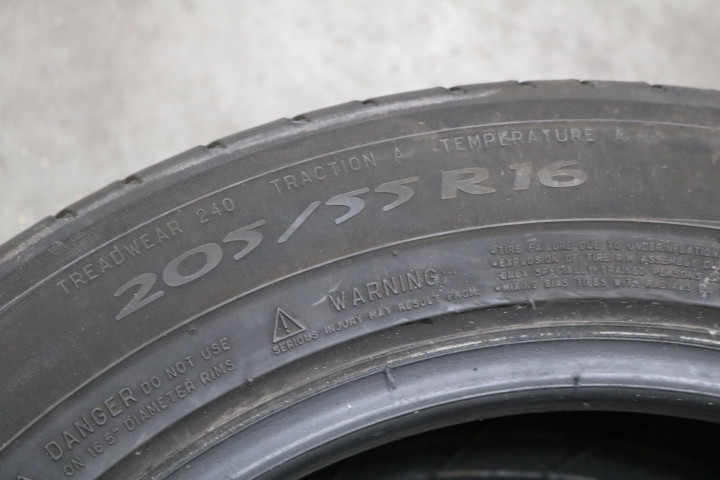 TREADWEAR 240 TRACTION A TEMPERATURE A
205/55 R16
DANGER DO NOT USE
ON 16.5" DIAMETER RIMS
WARNING
SERIOUS INJURY MAY RESULT FROM
•TIRE FAILURE DUE TO UNDERINFLATION
•EXPLOSION OF TIRE/RIM ASSEMBLY
•ONLY SPECIALLY-TRAINED PERSONS
•MIXING BIAS TIRES WITH RADIALS